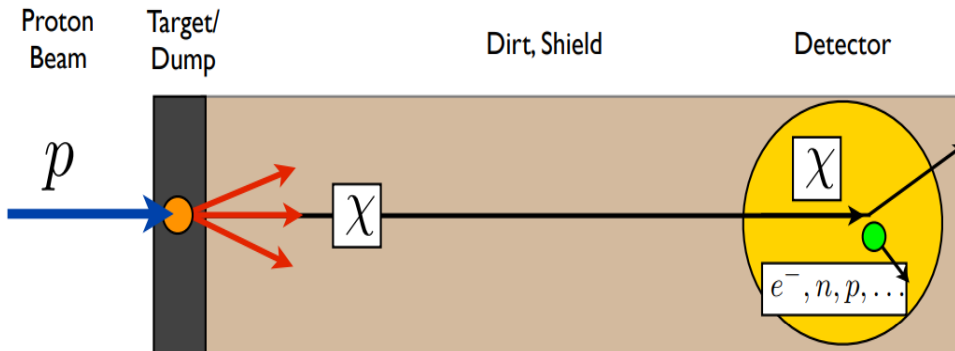 Proton
Beam
Target/
Dump
Dirt, Shield
Detector
p
χ
χ
e⁻, n, p, …